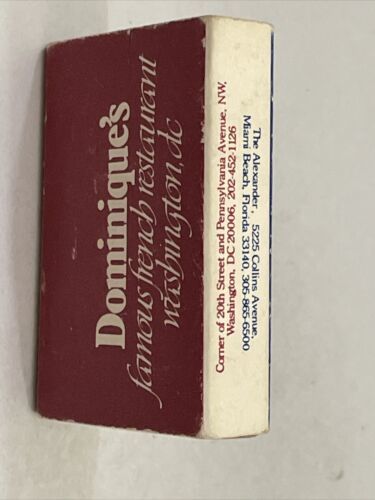 Dominique's
famous french restaurant
washington, dc
Corner of 20th Street and Pennsylvania Avenue, NW,
Washington, DC 20006, 202-452-1126
The Alexander, 5225 Collins Avenue,
Miami Beach, Florida 33140, 305-865-6500